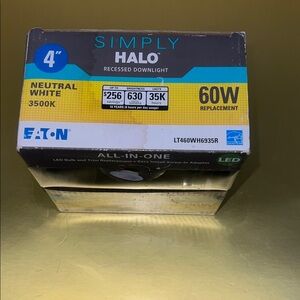 SIMPLY
HALO
RECESSED DOWNLIGHT
4"
NEUTRAL
WHITE
3500K
$256
630
35K
60W
REPLACEMENT
EATON
LT460WH6935R
ALL-IN-ONE
LED